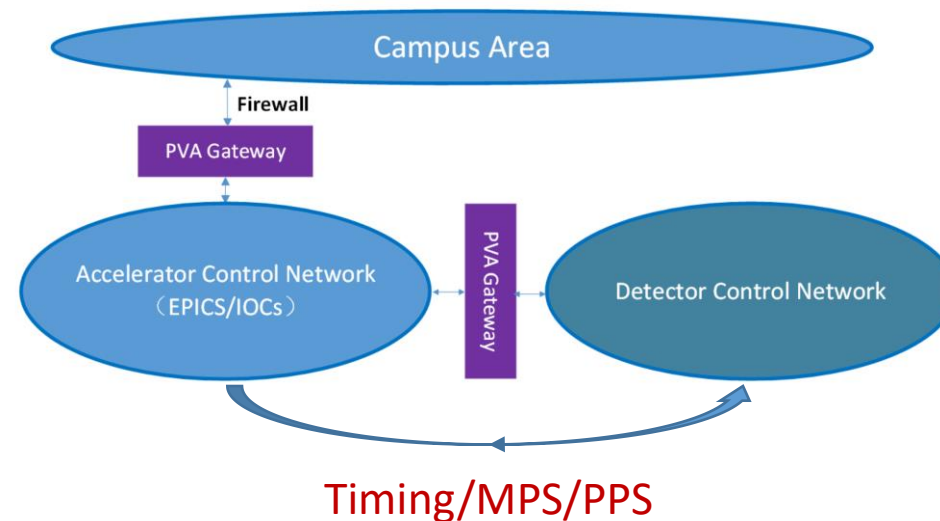 Campus Area
Firewall
PVA Gateway
Accelerator Control Network
（EPICS/IOCs）
PVA Gateway
Detector Control Network
Timing/MPS/PPS